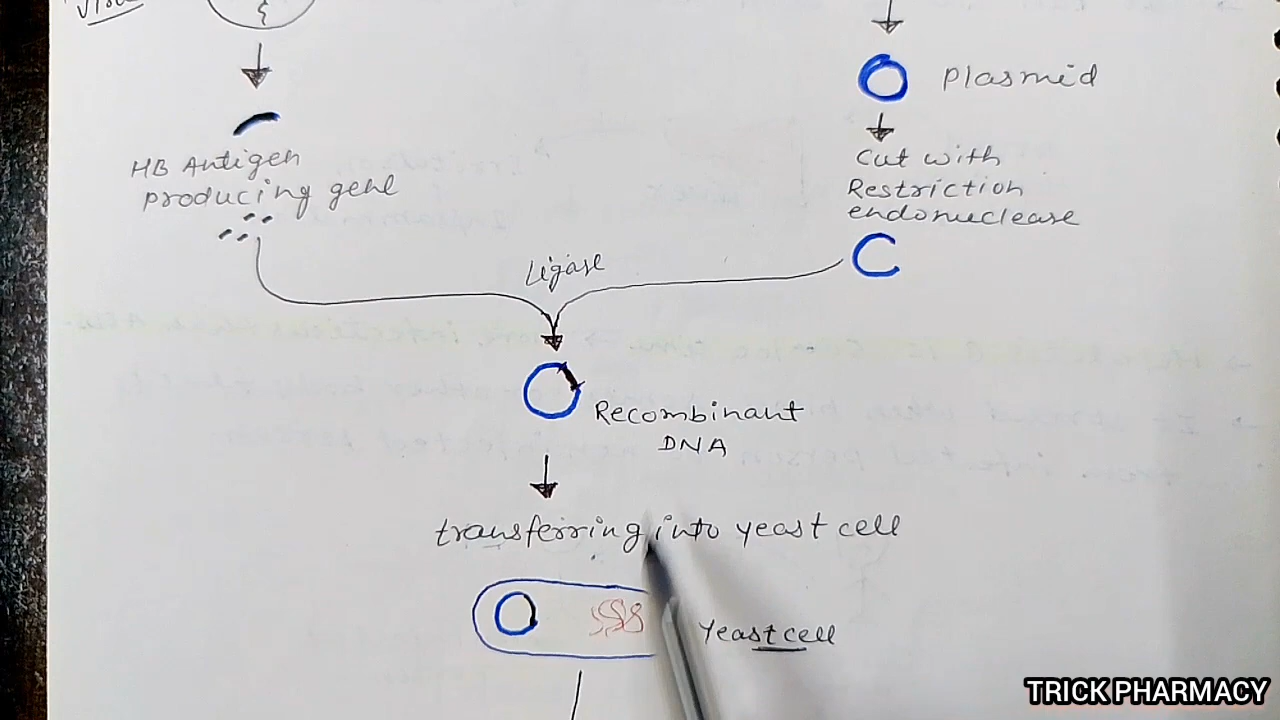 Plasmid
HB Antigen
producing gene
Cut with
Restriction
endonuclease
Ligase
Recombinant
DNA
transferring into yeast cell
Yeast cell
TRICK PHARMACY